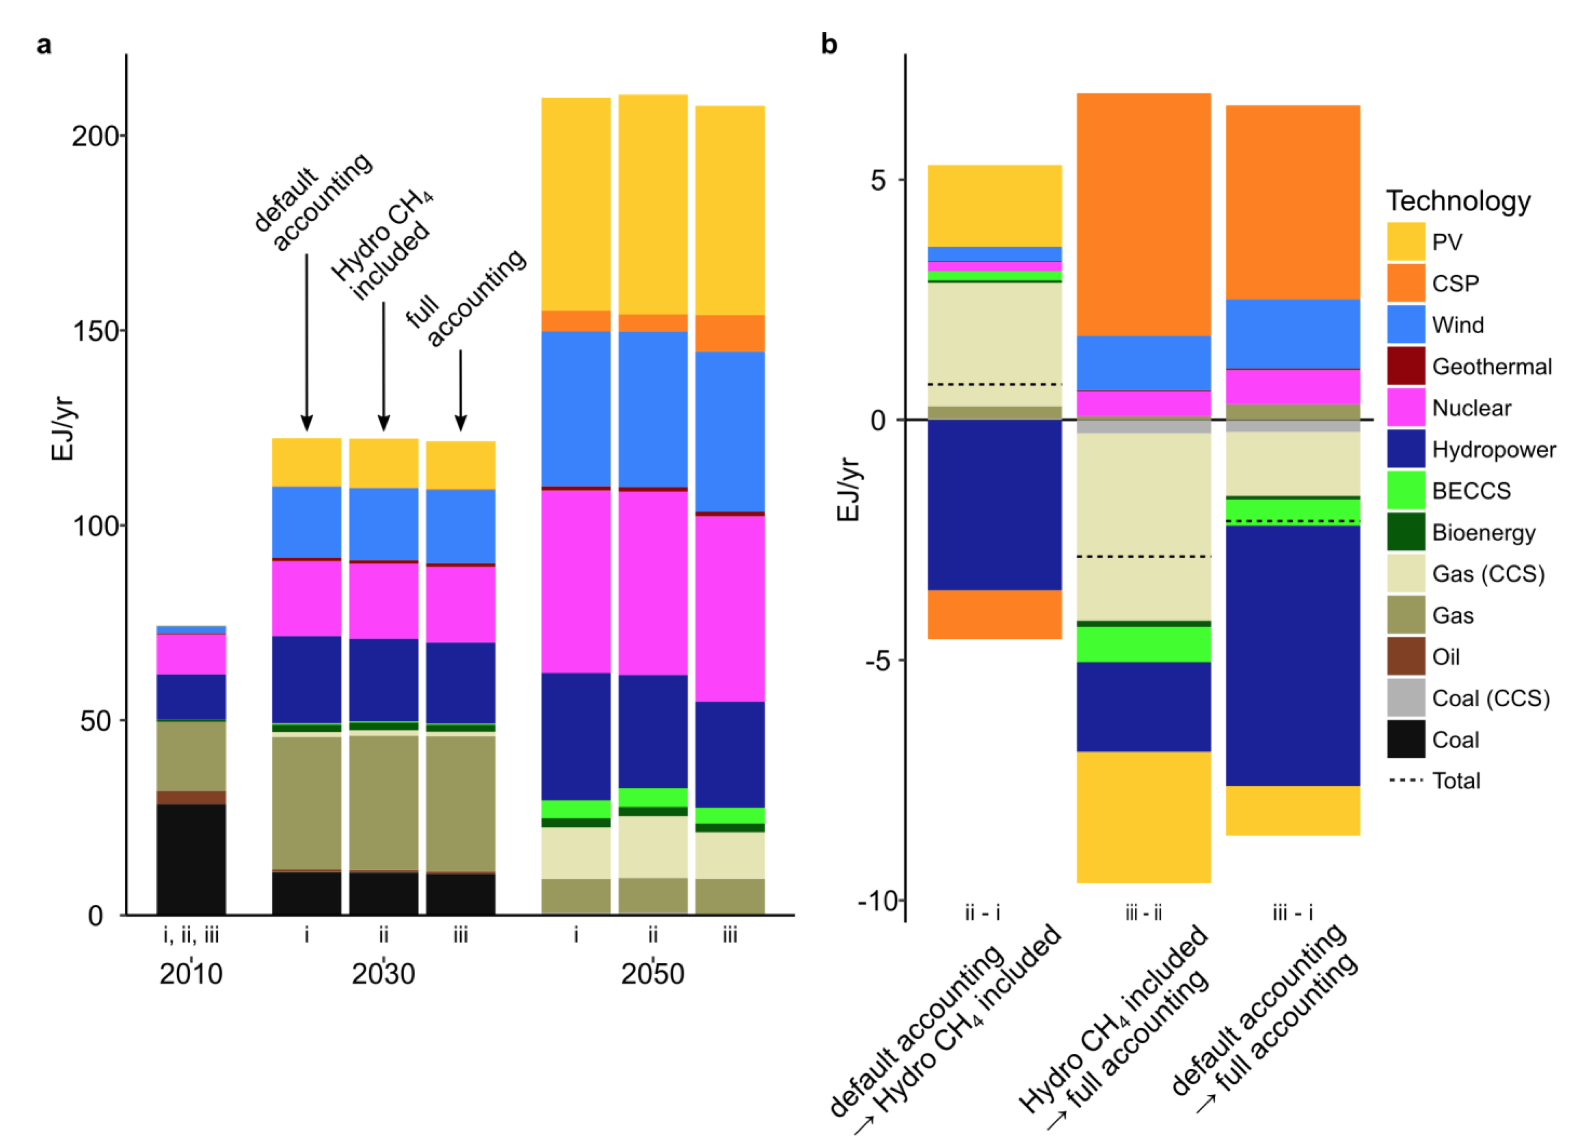 a
b
EJ/yr
200
150
100
50
0
default
accounting
Hydro CH₄
included
full
accounting
i, ii, iii
i
ii
iii
i
ii
iii
2010
2030
2050
EJ/yr
5
0
-5
-10
ii - i
iii - ii
iii - i
default accounting
→ Hydro CH₄ included
Hydro CH₄ included
→ full accounting
default accounting
→ full accounting
Technology
PV
CSP
Wind
Geothermal
Nuclear
Hydropower
BECCS
Bioenergy
Gas (CCS)
Gas
Oil
Coal (CCS)
Coal
Total